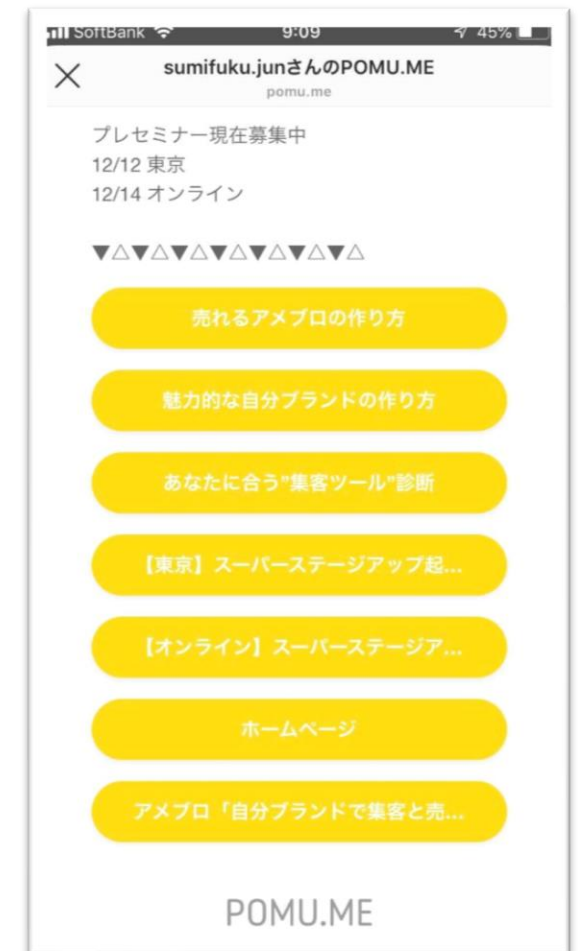 SoftBank 9:09 45%
sumifuku.junさんのPOMU.ME
pomu.me
プレセミナー現在募集中
12/12 東京
12/14 オンライン
▼△▼△▼△▼△▼△▼△▼△
売れるアメブロの作り方
魅力的な自分ブランドの作り方
あなたに合う"集客ツール"診断
【東京】スーパーステージアップ起...
【オンライン】スーパーステージア...
ホームページ
アメブロ「自分ブランドで集客と売...
POMU.ME